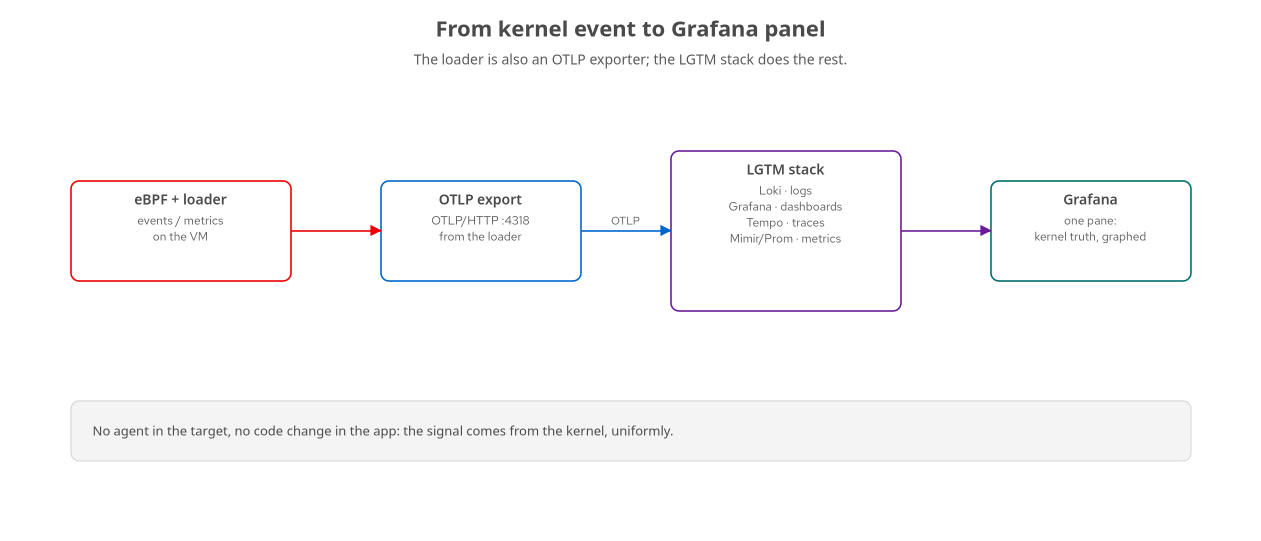 From kernel event to Grafana panel
The loader is also an OTLP exporter; the LGTM stack does the rest.
eBPF + loader
events / metrics
on the VM
OTLP export
OTLP/HTTP :4318
from the loader
OTLP
LGTM stack
Loki · logs
Grafana · dashboards
Tempo · traces
Mimir/Prom · metrics
Grafana
one pane:
kernel truth, graphed
No agent in the target, no code change in the app: the signal comes from the kernel, uniformly.